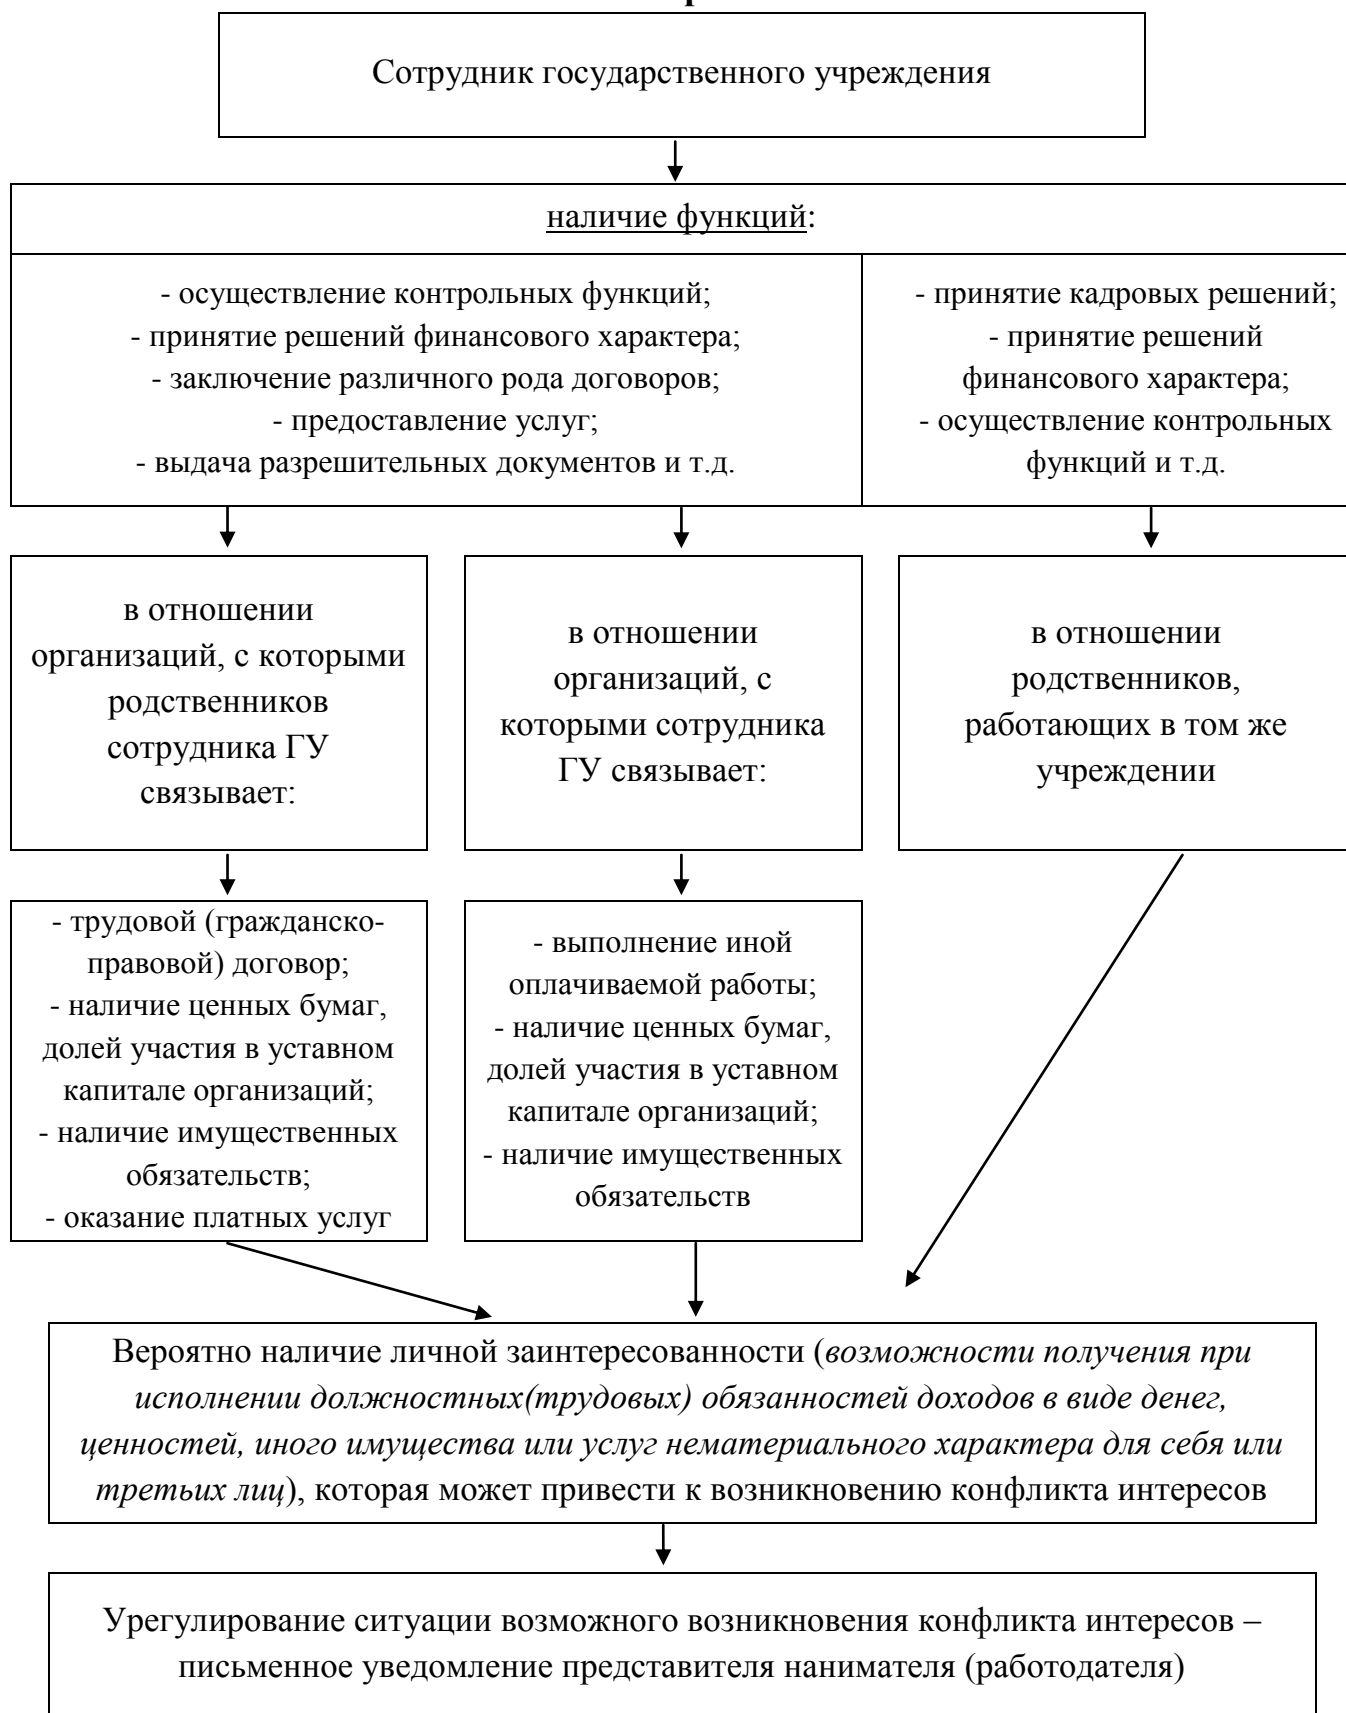 Сотрудник государственного учреждения
наличие функций:
- осуществление контрольных функций;
- принятие решений финансового характера;
- заключение различного рода договоров;
- предоставление услуг;
- выдача разрешительных документов и т.д.
- принятие кадровых решений;
- принятие решений
финансового характера;
- осуществление контрольных
функций и т.д.
в отношении
организаций, с которыми
родственников
сотрудника ГУ
связывает:
в отношении
организаций, с
которыми сотрудника
ГУ связывает:
в отношении
родственников,
работающих в том же
учреждении
- трудовой (гражданско-
правовой) договор;
- наличие ценных бумаг,
долей участия в уставном
капитале организаций;
- наличие имущественных
обязательств;
- оказание платных услуг
- выполнение иной
оплачиваемой работы;
- наличие ценных бумаг,
долей участия в уставном
капитале организаций;
- наличие имущественных
обязательств
Вероятно наличие личной заинтересованности (возможности получения при
исполнении должностных(трудовых) обязанностей доходов в виде денег,
ценностей, иного имущества или услуг нематериального характера для себя или
третьих лиц), которая может привести к возникновению конфликта интересов
Урегулирование ситуации возможного возникновения конфликта интересов –
письменное уведомление представителя нанимателя (работодателя)